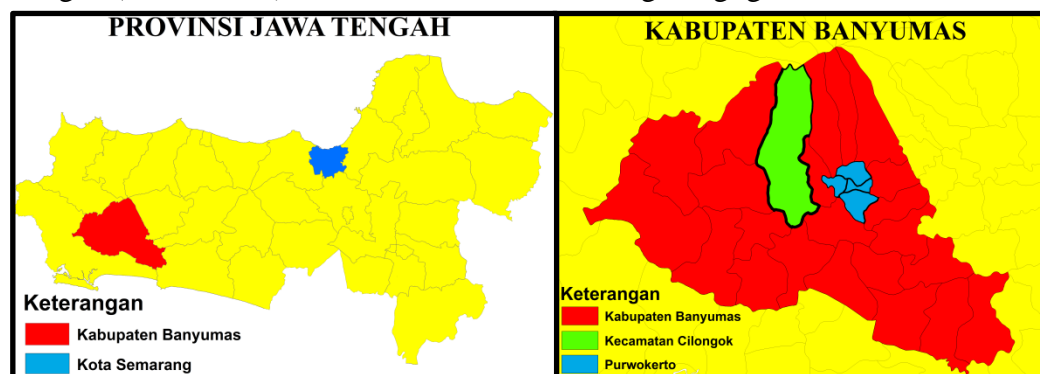 PROVINSI JAWA TENGAH
Keterangan
Kabupaten Banyumas
Kota Semarang
KABUPATEN BANYUMAS
Keterangan
Kabupaten Banyumas
Kecamatan Cilongok
Purwokerto